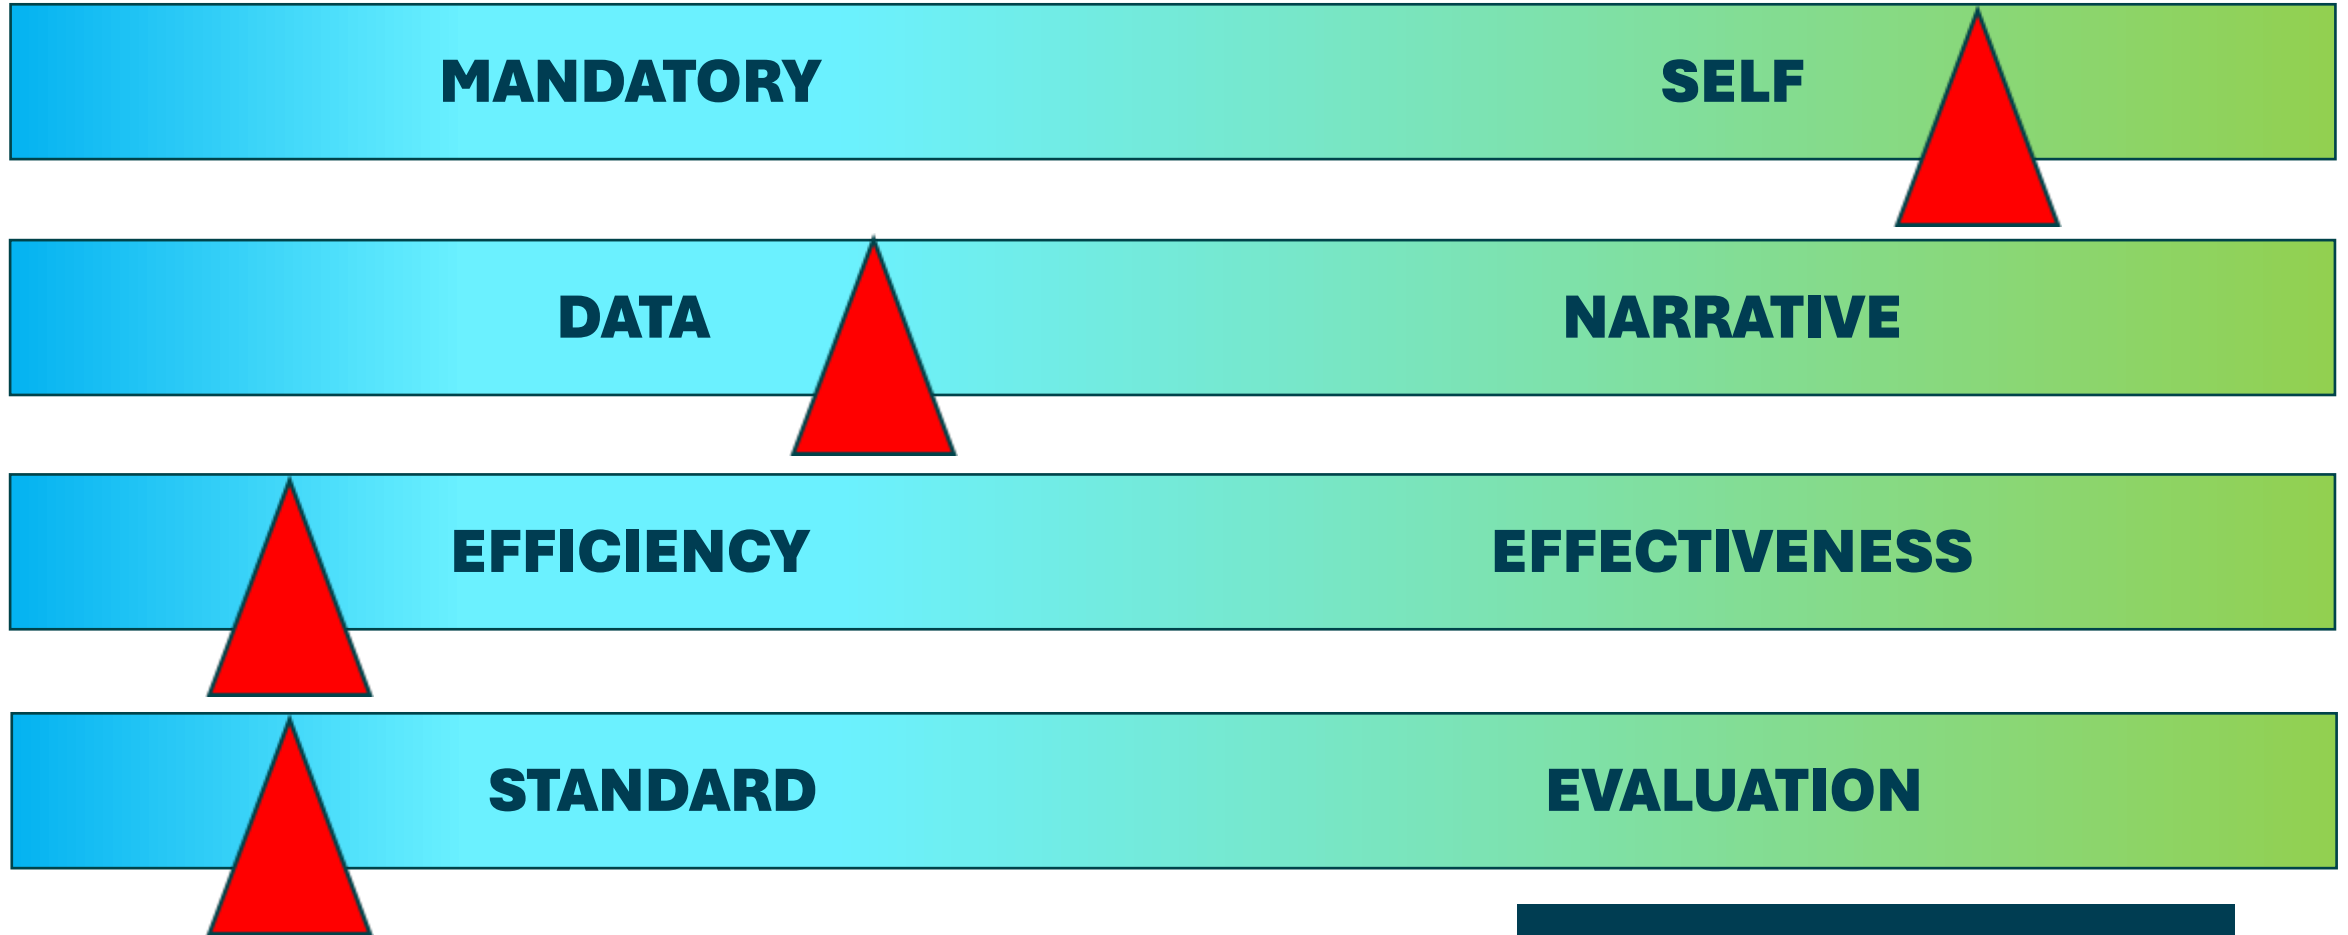 MANDATORY SELF
DATA NARRATIVE
EFFICIENCY EFFECTIVENESS
STANDARD EVALUATION